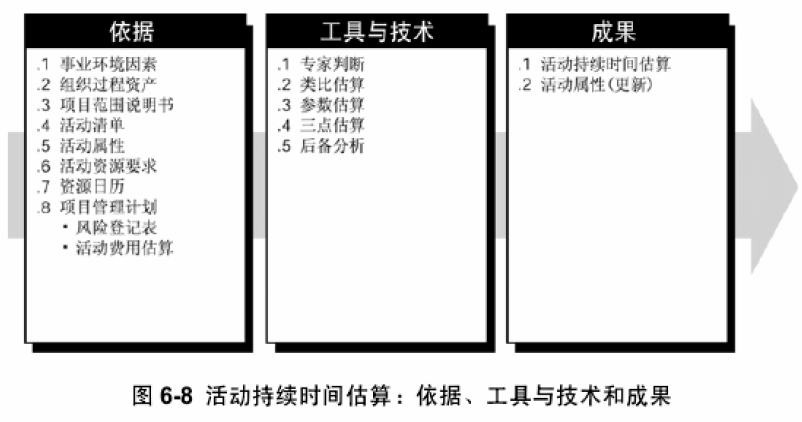 依据
.1 事业环境因素
.2 组织过程资产
.3 项目范围说明书
.4 活动清单
.5 活动属性
.6 活动资源要求
.7 资源日历
.8 项目管理计划
▪ 风险登记表
▪ 活动费用估算
工具与技术
.1 专家判断
.2 类比估算
.3 参数估算
.4 三点估算
.5 后备分析
成果
.1 活动持续时间估算
.2 活动属性(更新)
图 6-8 活动持续时间估算：依据、工具与技术和成果